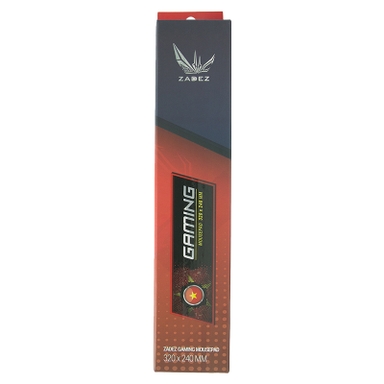 ZADEZ
GAMING
MOUSEPAD 320 x 240 MM
ZADEZ GAMING MOUSEPAD
320 x 240 MM